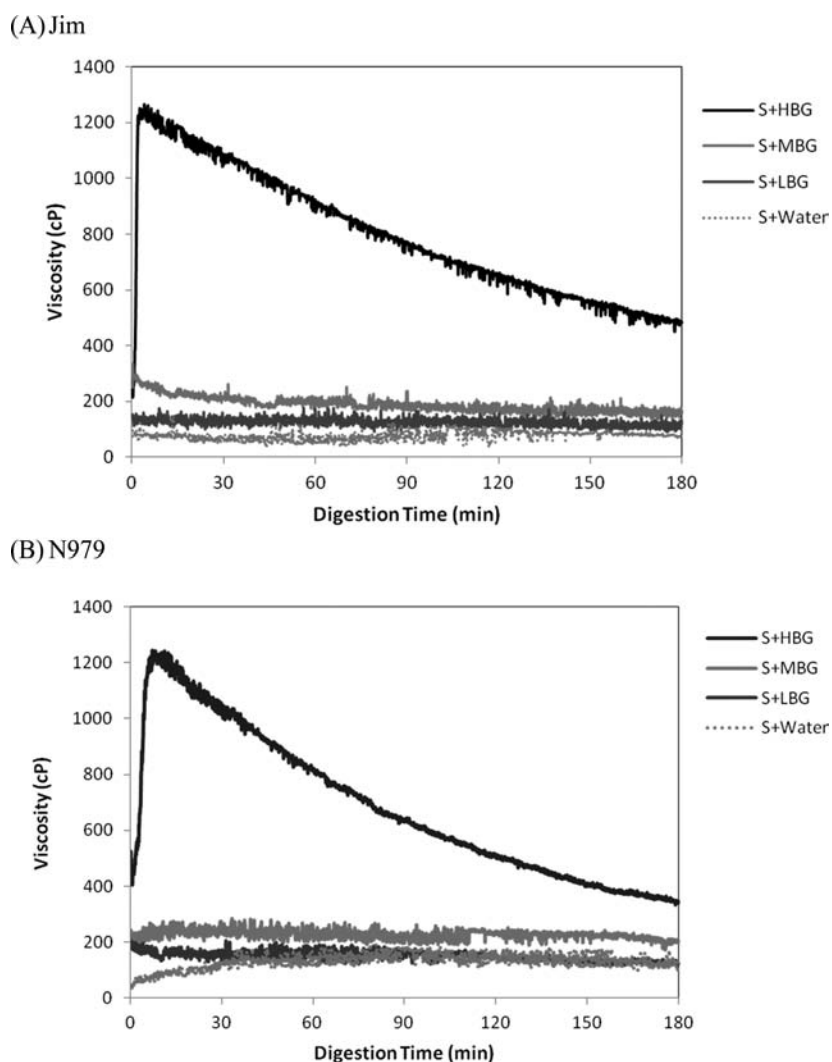 (A) Jim
1400
1200
1000
800
600
400
200
0
Viscosity (cP)
0 30 60 90 120 150 180
Digestion Time (min)
S+HBG
S+MBG
S+LBG
S+Water
(B) N979
1400
1200
1000
800
600
400
200
0
Viscosity (cP)
0 30 60 90 120 150 180
Digestion Time (min)
S+HBG
S+MBG
S+LBG
S+Water